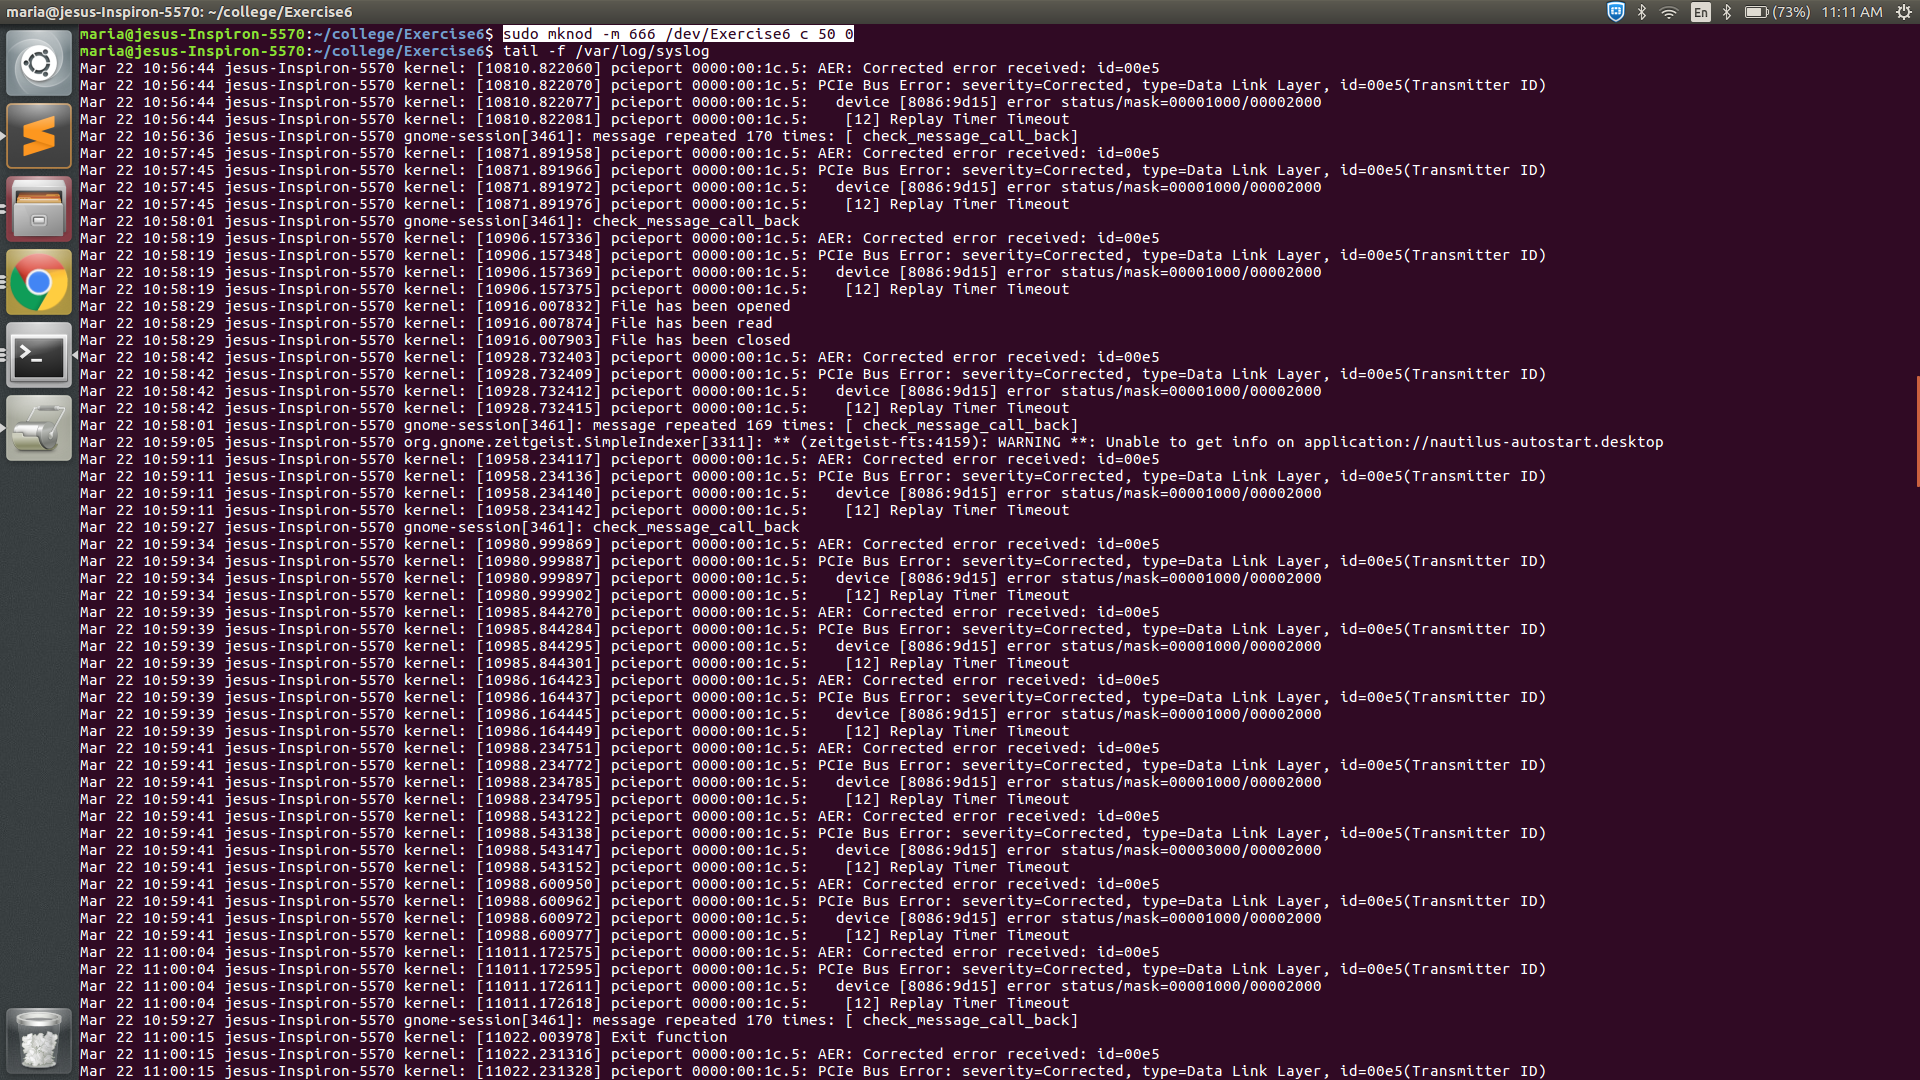 maria@jesus-Inspiron-5570: ~/college/Exercise6
En
(73%)
11:11 AM
maria@jesus-Inspiron-5570:~/college/Exercise6$ sudo mknod -m 666 /dev/Exercise6 c 50 0
maria@jesus-Inspiron-5570:~/college/Exercise6$ tail -f /var/log/syslog
Mar 22 10:56:44 jesus-Inspiron-5570 kernel: [10810.822060] pcieport 0000:00:1c.5: AER: Corrected error received: id=00e5
Mar 22 10:56:44 jesus-Inspiron-5570 kernel: [10810.822070] pcieport 0000:00:1c.5: PCIe Bus Error: severity=Corrected, type=Data Link Layer, id=00e5(Transmitter ID)
Mar 22 10:56:44 jesus-Inspiron-5570 kernel: [10810.822077] pcieport 0000:00:1c.5:   device [8086:9d15] error status/mask=00001000/00002000
Mar 22 10:56:44 jesus-Inspiron-5570 kernel: [10810.822081] pcieport 0000:00:1c.5:    [12] Replay Timer Timeout
Mar 22 10:56:36 jesus-Inspiron-5570 gnome-session[3461]: message repeated 170 times: [ check_message_call_back]
Mar 22 10:57:45 jesus-Inspiron-5570 kernel: [10871.891958] pcieport 0000:00:1c.5: AER: Corrected error received: id=00e5
Mar 22 10:57:45 jesus-Inspiron-5570 kernel: [10871.891966] pcieport 0000:00:1c.5: PCIe Bus Error: severity=Corrected, type=Data Link Layer, id=00e5(Transmitter ID)
Mar 22 10:57:45 jesus-Inspiron-5570 kernel: [10871.891972] pcieport 0000:00:1c.5:   device [8086:9d15] error status/mask=00001000/00002000
Mar 22 10:57:45 jesus-Inspiron-5570 kernel: [10871.891976] pcieport 0000:00:1c.5:    [12] Replay Timer Timeout
Mar 22 10:58:01 jesus-Inspiron-5570 gnome-session[3461]: check_message_call_back
Mar 22 10:58:19 jesus-Inspiron-5570 kernel: [10906.157336] pcieport 0000:00:1c.5: AER: Corrected error received: id=00e5
Mar 22 10:58:19 jesus-Inspiron-5570 kernel: [10906.157348] pcieport 0000:00:1c.5: PCIe Bus Error: severity=Corrected, type=Data Link Layer, id=00e5(Transmitter ID)
Mar 22 10:58:19 jesus-Inspiron-5570 kernel: [10906.157369] pcieport 0000:00:1c.5:   device [8086:9d15] error status/mask=00001000/00002000
Mar 22 10:58:19 jesus-Inspiron-5570 kernel: [10906.157375] pcieport 0000:00:1c.5:    [12] Replay Timer Timeout
Mar 22 10:58:29 jesus-Inspiron-5570 kernel: [10916.007832] File has been opened
Mar 22 10:58:29 jesus-Inspiron-5570 kernel: [10916.007874] File has been read
Mar 22 10:58:29 jesus-Inspiron-5570 kernel: [10916.007903] File has been closed
Mar 22 10:58:42 jesus-Inspiron-5570 kernel: [10928.732403] pcieport 0000:00:1c.5: AER: Corrected error received: id=00e5
Mar 22 10:58:42 jesus-Inspiron-5570 kernel: [10928.732409] pcieport 0000:00:1c.5: PCIe Bus Error: severity=Corrected, type=Data Link Layer, id=00e5(Transmitter ID)
Mar 22 10:58:42 jesus-Inspiron-5570 kernel: [10928.732412] pcieport 0000:00:1c.5:   device [8086:9d15] error status/mask=00001000/00002000
Mar 22 10:58:42 jesus-Inspiron-5570 kernel: [10928.732415] pcieport 0000:00:1c.5:    [12] Replay Timer Timeout
Mar 22 10:58:01 jesus-Inspiron-5570 gnome-session[3461]: message repeated 169 times: [ check_message_call_back]
Mar 22 10:59:05 jesus-Inspiron-5570 org.gnome.zeitgeist.SimpleIndexer[3311]: ** (zeitgeist-fts:4159): WARNING **: Unable to get info on application://nautilus-autostart.desktop
Mar 22 10:59:11 jesus-Inspiron-5570 kernel: [10958.234117] pcieport 0000:00:1c.5: AER: Corrected error received: id=00e5
Mar 22 10:59:11 jesus-Inspiron-5570 kernel: [10958.234136] pcieport 0000:00:1c.5: PCIe Bus Error: severity=Corrected, type=Data Link Layer, id=00e5(Transmitter ID)
Mar 22 10:59:11 jesus-Inspiron-5570 kernel: [10958.234140] pcieport 0000:00:1c.5:   device [8086:9d15] error status/mask=00001000/00002000
Mar 22 10:59:11 jesus-Inspiron-5570 kernel: [10958.234142] pcieport 0000:00:1c.5:    [12] Replay Timer Timeout
Mar 22 10:59:27 jesus-Inspiron-5570 gnome-session[3461]: check_message_call_back
Mar 22 10:59:34 jesus-Inspiron-5570 kernel: [10980.999869] pcieport 0000:00:1c.5: AER: Corrected error received: id=00e5
Mar 22 10:59:34 jesus-Inspiron-5570 kernel: [10980.999887] pcieport 0000:00:1c.5: PCIe Bus Error: severity=Corrected, type=Data Link Layer, id=00e5(Transmitter ID)
Mar 22 10:59:34 jesus-Inspiron-5570 kernel: [10980.999897] pcieport 0000:00:1c.5:   device [8086:9d15] error status/mask=00001000/00002000
Mar 22 10:59:34 jesus-Inspiron-5570 kernel: [10980.999902] pcieport 0000:00:1c.5:    [12] Replay Timer Timeout
Mar 22 10:59:39 jesus-Inspiron-5570 kernel: [10985.844270] pcieport 0000:00:1c.5: AER: Corrected error received: id=00e5
Mar 22 10:59:39 jesus-Inspiron-5570 kernel: [10985.844284] pcieport 0000:00:1c.5: PCIe Bus Error: severity=Corrected, type=Data Link Layer, id=00e5(Transmitter ID)
Mar 22 10:59:39 jesus-Inspiron-5570 kernel: [10985.844295] pcieport 0000:00:1c.5:   device [8086:9d15] error status/mask=00001000/00002000
Mar 22 10:59:39 jesus-Inspiron-5570 kernel: [10985.844301] pcieport 0000:00:1c.5:    [12] Replay Timer Timeout
Mar 22 10:59:39 jesus-Inspiron-5570 kernel: [10986.164423] pcieport 0000:00:1c.5: AER: Corrected error received: id=00e5
Mar 22 10:59:39 jesus-Inspiron-5570 kernel: [10986.164437] pcieport 0000:00:1c.5: PCIe Bus Error: severity=Corrected, type=Data Link Layer, id=00e5(Transmitter ID)
Mar 22 10:59:39 jesus-Inspiron-5570 kernel: [10986.164445] pcieport 0000:00:1c.5:   device [8086:9d15] error status/mask=00001000/00002000
Mar 22 10:59:39 jesus-Inspiron-5570 kernel: [10986.164449] pcieport 0000:00:1c.5:    [12] Replay Timer Timeout
Mar 22 10:59:41 jesus-Inspiron-5570 kernel: [10988.234751] pcieport 0000:00:1c.5: AER: Corrected error received: id=00e5
Mar 22 10:59:41 jesus-Inspiron-5570 kernel: [10988.234772] pcieport 0000:00:1c.5: PCIe Bus Error: severity=Corrected, type=Data Link Layer, id=00e5(Transmitter ID)
Mar 22 10:59:41 jesus-Inspiron-5570 kernel: [10988.234785] pcieport 0000:00:1c.5:   device [8086:9d15] error status/mask=00001000/00002000
Mar 22 10:59:41 jesus-Inspiron-5570 kernel: [10988.234795] pcieport 0000:00:1c.5:    [12] Replay Timer Timeout
Mar 22 10:59:41 jesus-Inspiron-5570 kernel: [10988.543122] pcieport 0000:00:1c.5: AER: Corrected error received: id=00e5
Mar 22 10:59:41 jesus-Inspiron-5570 kernel: [10988.543138] pcieport 0000:00:1c.5: PCIe Bus Error: severity=Corrected, type=Data Link Layer, id=00e5(Transmitter ID)
Mar 22 10:59:41 jesus-Inspiron-5570 kernel: [10988.543147] pcieport 0000:00:1c.5:   device [8086:9d15] error status/mask=00003000/00002000
Mar 22 10:59:41 jesus-Inspiron-5570 kernel: [10988.543152] pcieport 0000:00:1c.5:    [12] Replay Timer Timeout
Mar 22 10:59:41 jesus-Inspiron-5570 kernel: [10988.600950] pcieport 0000:00:1c.5: AER: Corrected error received: id=00e5
Mar 22 10:59:41 jesus-Inspiron-5570 kernel: [10988.600962] pcieport 0000:00:1c.5: PCIe Bus Error: severity=Corrected, type=Data Link Layer, id=00e5(Transmitter ID)
Mar 22 10:59:41 jesus-Inspiron-5570 kernel: [10988.600972] pcieport 0000:00:1c.5:   device [8086:9d15] error status/mask=00001000/00002000
Mar 22 10:59:41 jesus-Inspiron-5570 kernel: [10988.600977] pcieport 0000:00:1c.5:    [12] Replay Timer Timeout
Mar 22 11:00:04 jesus-Inspiron-5570 kernel: [11011.172575] pcieport 0000:00:1c.5: AER: Corrected error received: id=00e5
Mar 22 11:00:04 jesus-Inspiron-5570 kernel: [11011.172595] pcieport 0000:00:1c.5: PCIe Bus Error: severity=Corrected, type=Data Link Layer, id=00e5(Transmitter ID)
Mar 22 11:00:04 jesus-Inspiron-5570 kernel: [11011.172611] pcieport 0000:00:1c.5:   device [8086:9d15] error status/mask=00001000/00002000
Mar 22 11:00:04 jesus-Inspiron-5570 kernel: [11011.172618] pcieport 0000:00:1c.5:    [12] Replay Timer Timeout
Mar 22 10:59:27 jesus-Inspiron-5570 gnome-session[3461]: message repeated 170 times: [ check_message_call_back]
Mar 22 11:00:15 jesus-Inspiron-5570 kernel: [11022.003978] Exit function
Mar 22 11:00:15 jesus-Inspiron-5570 kernel: [11022.231316] pcieport 0000:00:1c.5: AER: Corrected error received: id=00e5
Mar 22 11:00:15 jesus-Inspiron-5570 kernel: [11022.231328] pcieport 0000:00:1c.5: PCIe Bus Error: severity=Corrected, type=Data Link Layer, id=00e5(Transmitter ID)